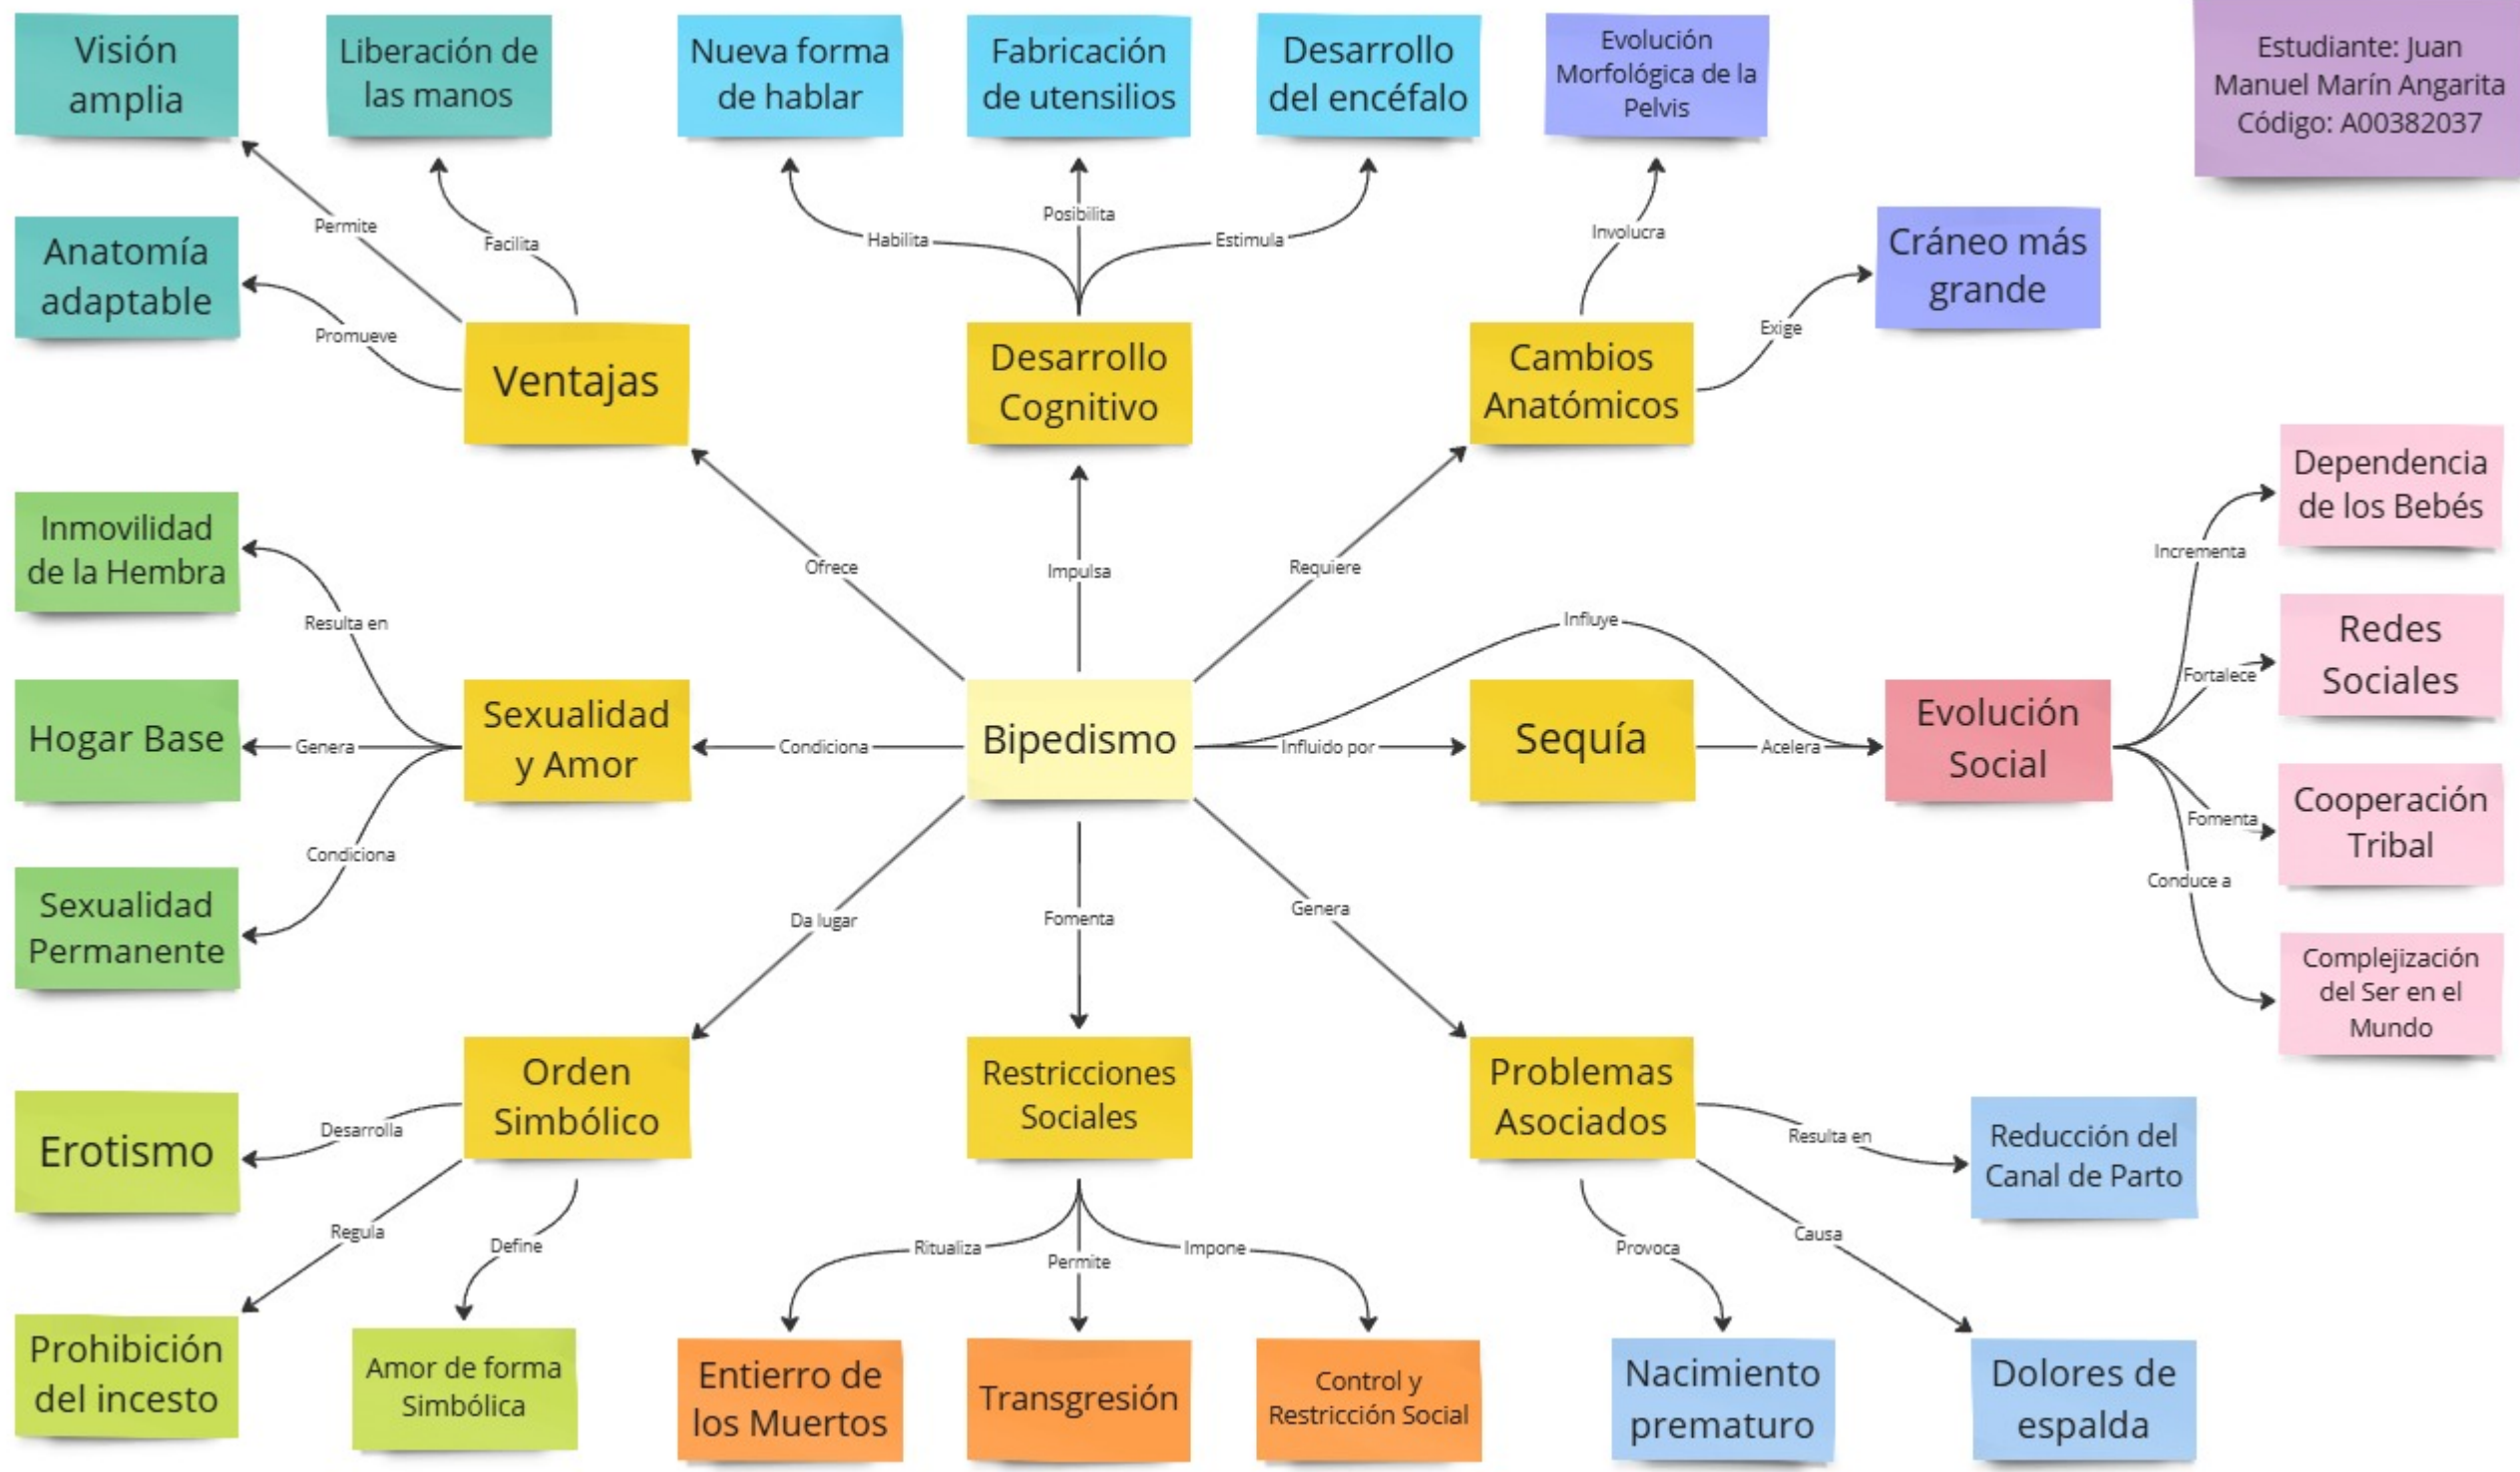 Visión
amplia
Liberación de
las manos
Nueva forma
de hablar
Fabricación
de utensilios
Desarrollo
del encéfalo
Evolución
Morfológica de la
Pelvis
Estudiante: Juan
Manuel Marín Angarita
Código: A00382037
Permite
Facilita
Habilita
Posibilita
Estimula
Involucra
Anatomía
adaptable
Promueve
Cráneo más
grande
Exige
Ventajas
Desarrollo
Cognitivo
Cambios
Anatómicos
Ofrece
Impulsa
Requiere
Inmovilidad
de la Hembra
Resulta en
Hogar Base
Genera
Sexualidad
Permanente
Condiciona
Sexualidad
y Amor
Condiciona
Bipedismo
Influye
Influido por
Sequía
Acelera
Evolución
Social
Incrementa
Dependencia
de los Bebés
Fortalece
Redes
Sociales
Fomenta
Cooperación
Tribal
Conduce a
Complejización
del Ser en el
Mundo
Da lugar
Fomenta
Genera
Orden
Simbólico
Restricciones
Sociales
Problemas
Asociados
Erotismo
Desarrolla
Regula
Define
Prohibición
del incesto
Amor de forma
Simbólica
Ritualiza
Permite
Impone
Entierro de
los Muertos
Transgresión
Control y
Restricción Social
Resulta en
Reducción del
Canal de Parto
Provoca
Causa
Nacimiento
prematuro
Dolores de
espalda